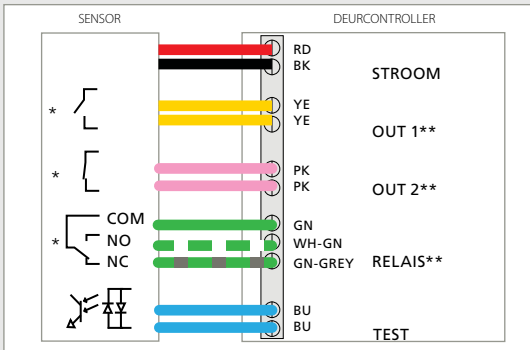 SENSOR DEURCONTROLLER
RD
BK
STROOM
* YE
YE
OUT 1**
* PK
PK
OUT 2**
COM GN
* NO WH-GN
NC GN-GREY RELAIS**
BU
BU
TEST